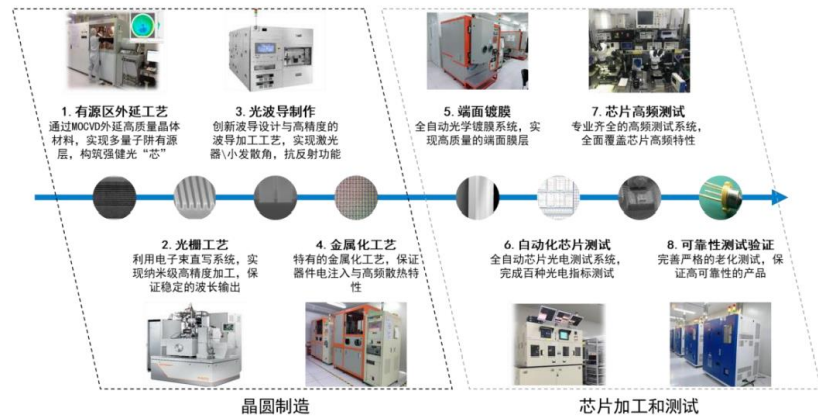 1. 有源区外延工艺
通过MOCVD外延高质量晶体
材料，实现多量子阱有源
层，构筑强健光“芯”
3. 光波导制作
创新波导设计与高精度的
波导加工工艺，实现激光
器\小发散角，抗反射功能
5. 端面镀膜
全自动光学镀膜系统，实
现高质量的端面膜层
7. 芯片高频测试
专业齐全的高频测试系统，
全面覆盖芯片高频特性
2. 光栅工艺
利用电子束直写系统，实
现纳米级高精度加工，保
证稳定的波长输出
4. 金属化工艺
特有的金属化工艺，保证
器件电注入与高频散热特
性
6. 自动化芯片测试
全自动芯片光电测试系统，
完成百种光电指标测试
8. 可靠性测试验证
完善严格的老化测试，保
证高可靠性的产品
晶圆制造
芯片加工和测试